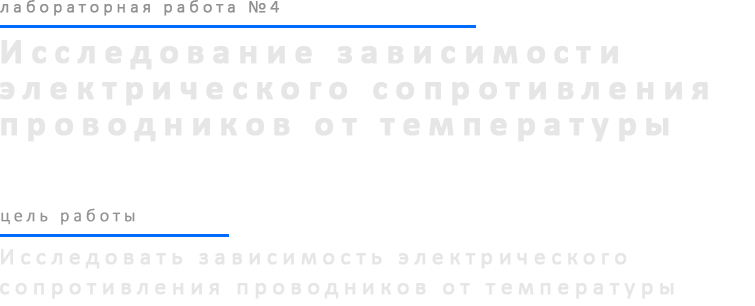 лабораторная работа №4
Исследование зависимости
электрического сопротивления
проводников от температуры
цель работы
Исследовать зависимость электрического
сопротивления проводников от температуры